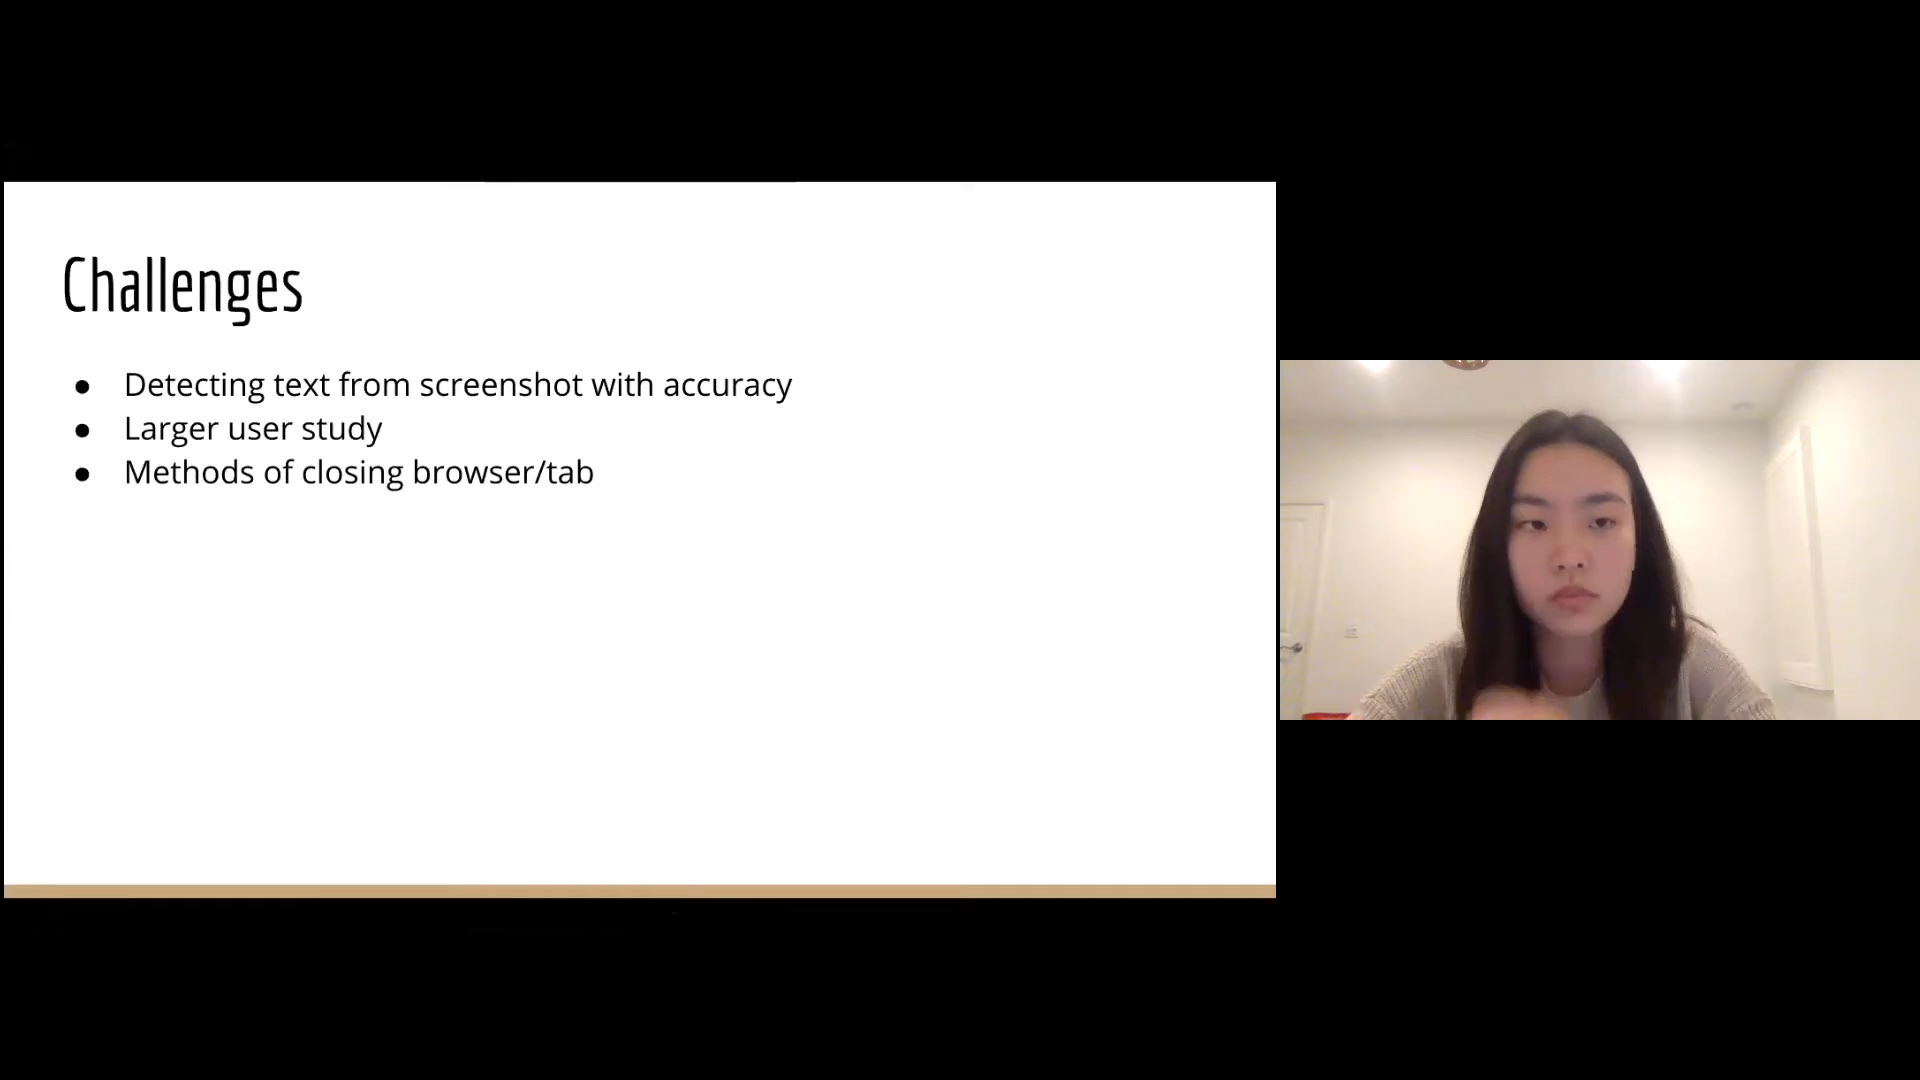 Challenges
● Detecting text from screenshot with accuracy
● Larger user study
● Methods of closing browser/tab